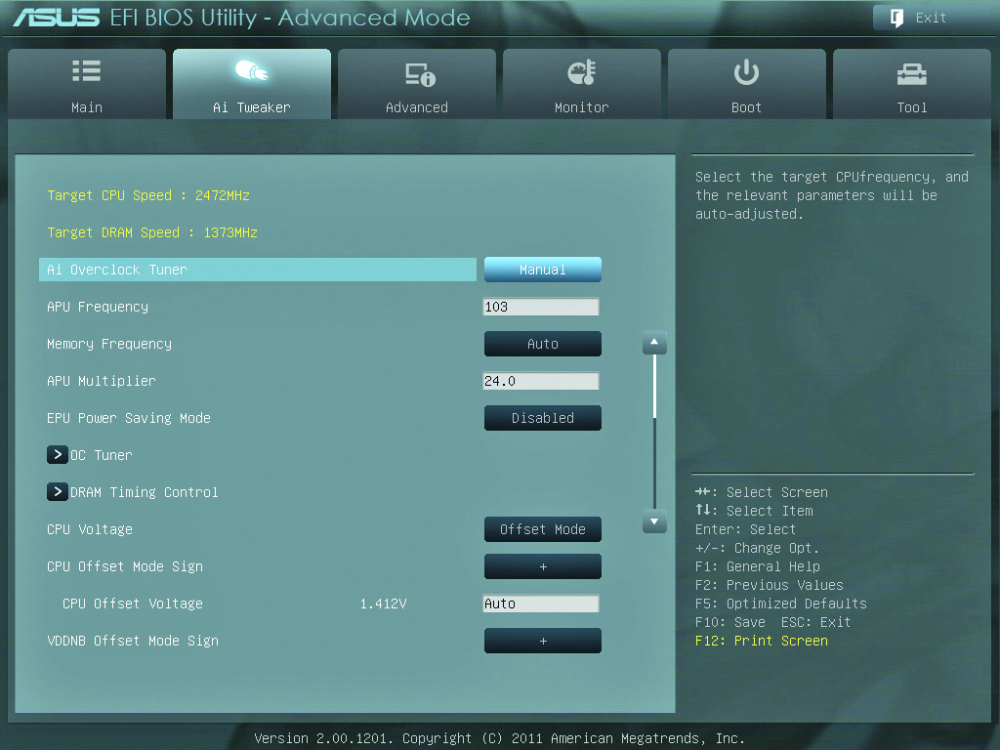 ASUS EFI BIOS Utility - Advanced Mode
Exit
Main
Ai Tweaker
Advanced
Monitor
Boot
Tool
Target CPU Speed : 2472MHz
Target DRAM Speed : 1373MHz
Ai Overclock Tuner Manual
APU Frequency 103
Memory Frequency Auto
APU Multiplier 24.0
EPU Power Saving Mode Disabled
> OC Tuner
> DRAM Timing Control
CPU Voltage Offset Mode
CPU Offset Mode Sign +
CPU Offset Voltage 1.412V Auto
VDDNB Offset Mode Sign +
Select the target CPUfrequency, and
the relevant parameters will be
auto-adjusted.
→←: Select Screen
↑↓: Select Item
Enter: Select
+/-: Change Opt.
F1: General Help
F2: Previous Values
F5: Optimized Defaults
F10: Save ESC: Exit
F12: Print Screen
Version 2.00.1201. Copyright (C) 2011 American Megatrends, Inc.